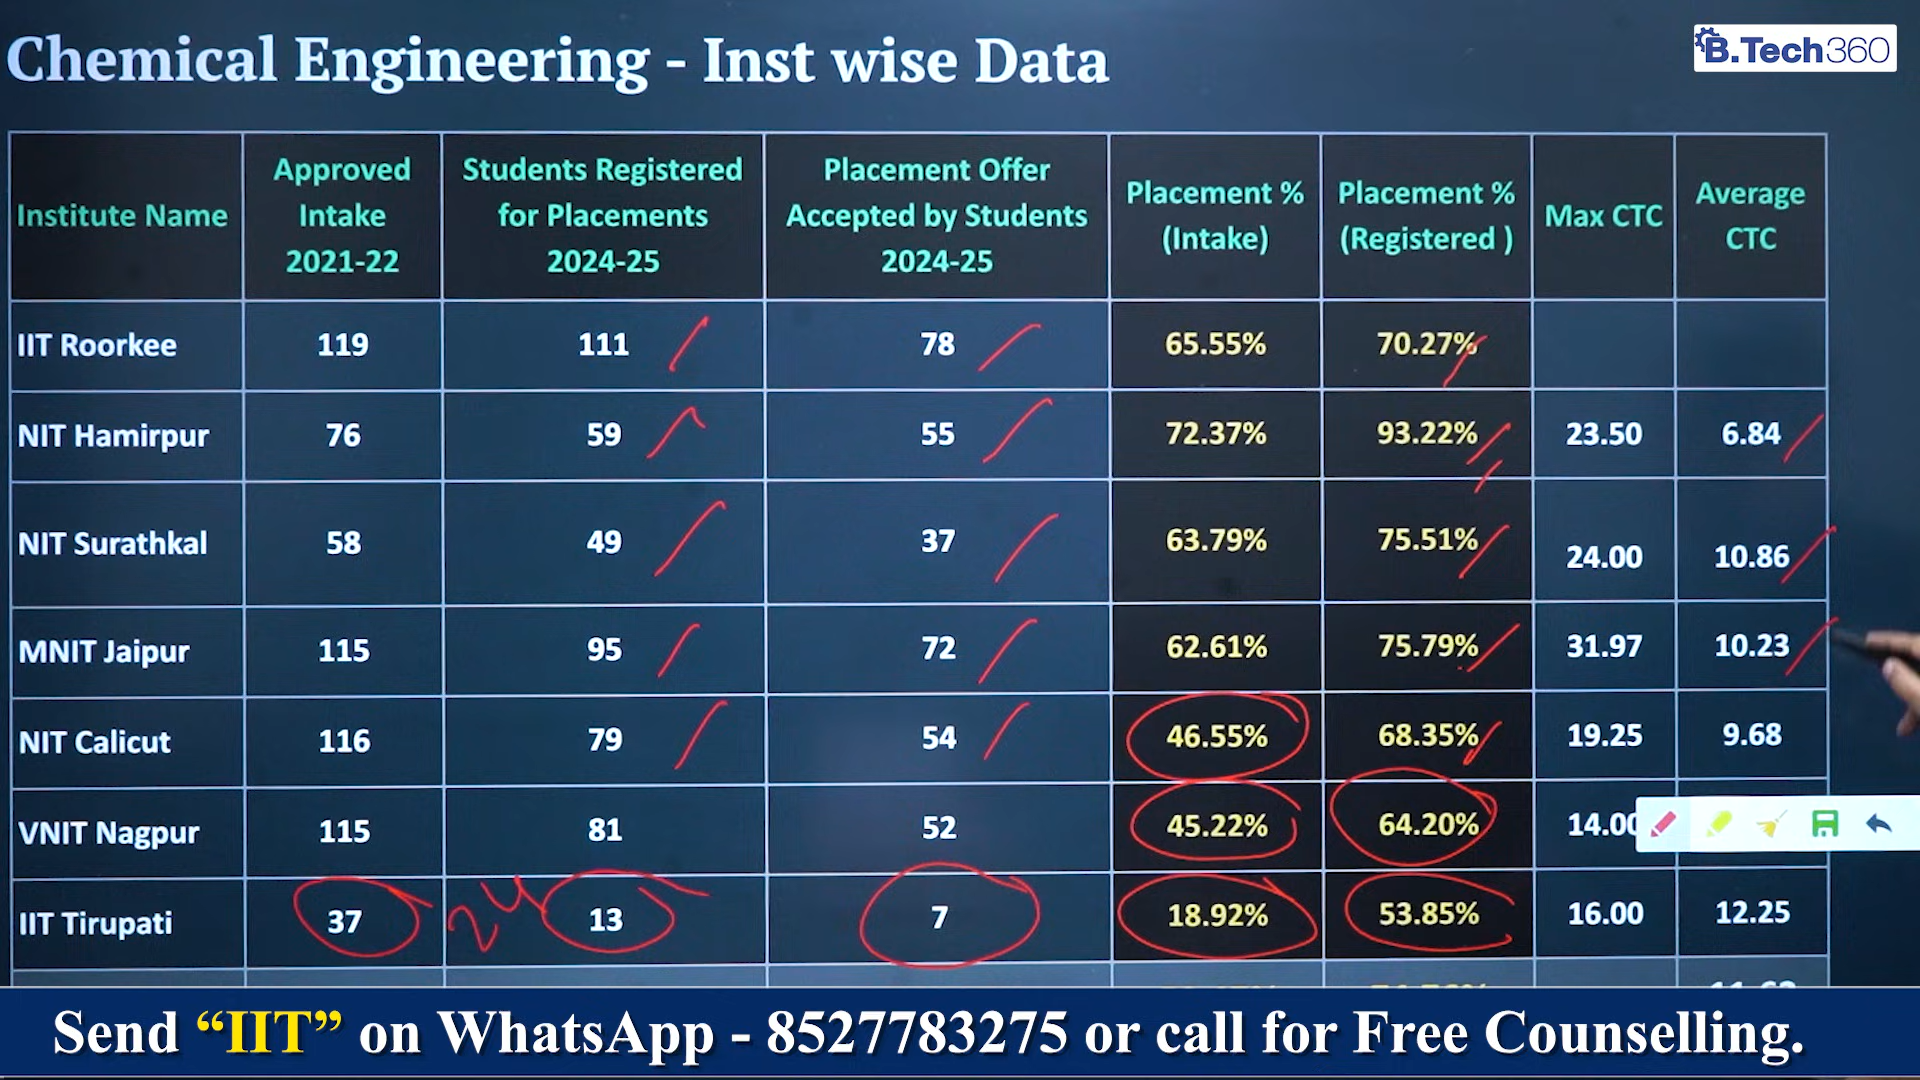 Chemical Engineering - Inst wise Data
B.Tech360
Institute Name
Approved
Intake
2021-22
Students Registered
for Placements
2024-25
Placement Offer
Accepted by Students
2024-25
Placement %
(Intake)
Placement %
(Registered )
Max CTC
Average
CTC
IIT Roorkee 119 111 78 65.55% 70.27%
NIT Hamirpur 76 59 55 72.37% 93.22% 23.50 6.84
NIT Surathkal 58 49 37 63.79% 75.51% 24.00 10.86
MNIT Jaipur 115 95 72 62.61% 75.79% 31.97 10.23
NIT Calicut 116 79 54 46.55% 68.35% 19.25 9.68
VNIT Nagpur 115 81 52 45.22% 64.20% 14.00
IIT Tirupati 37 24 13 7 18.92% 53.85% 16.00 12.25
Send “IIT” on WhatsApp - 8527783275 or call for Free Counselling.